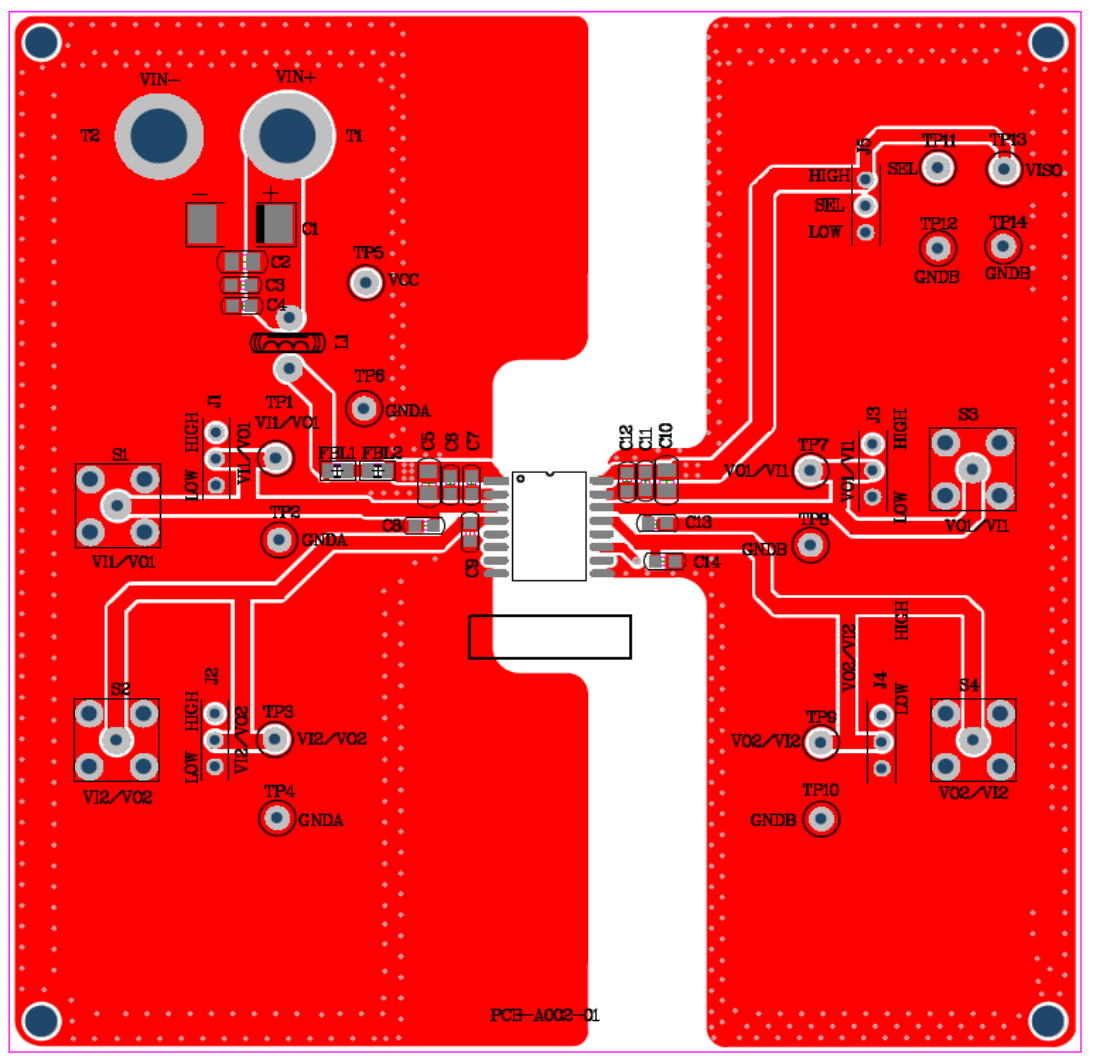 VIN- VIN+
T2 T1
- + C1
C2
C3
C4
TP5
VCC
L1
TP6
GNDA
J1
HIGH
LOW
VI1/VO1
TP1
VI1/VO1
FBL1 FBL2
C5 C6 C7
S1
VI1/VO1
TP2
GNDA
C8
C9
S2
VI2/VO2
J2
HIGH
LOW
VI2/VO2
TP3
VI2/VO2
TP4
GNDA
J5
HIGH
SEL
LOW
TP11
SEL
TP13
VISO
TP12
GNDB
TP14
GNDB
C12 C11 C10
TP7
VO1/VI1
VO1/VI1
J3
HIGH
LOW
S3
VO1/VI1
C13
TP8
GNDB
C14
HIGH
VO2/VI2
J4
LOW
S4
VO2/VI2
TP9
VO2/VI2
TP10
GNDB
PCB-A002-01